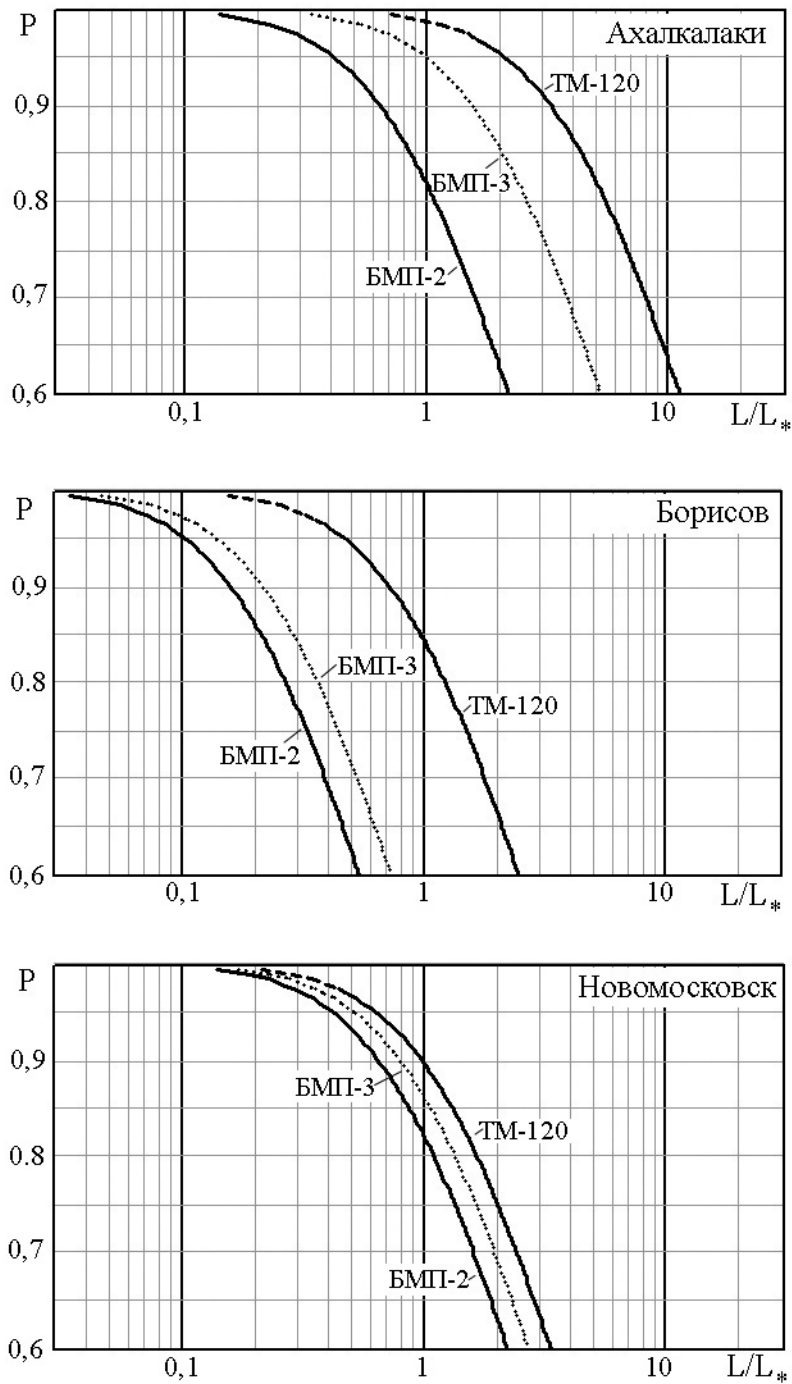 P
Ахалкалаки
ТМ-120
0,9
БМП-3
0.8
БМП-2
0,7
0,6
0,1 1 10 L/L*
P
Борисов
0,9
БМП-3
0.8
ТМ-120
БМП-2
0,7
0,6
0,1 1 10 L/L*
P
Новомосковск
0,9
БМП-3
ТМ-120
0.8
БМП-2
0,7
0,6
0,1 1 10 L/L*